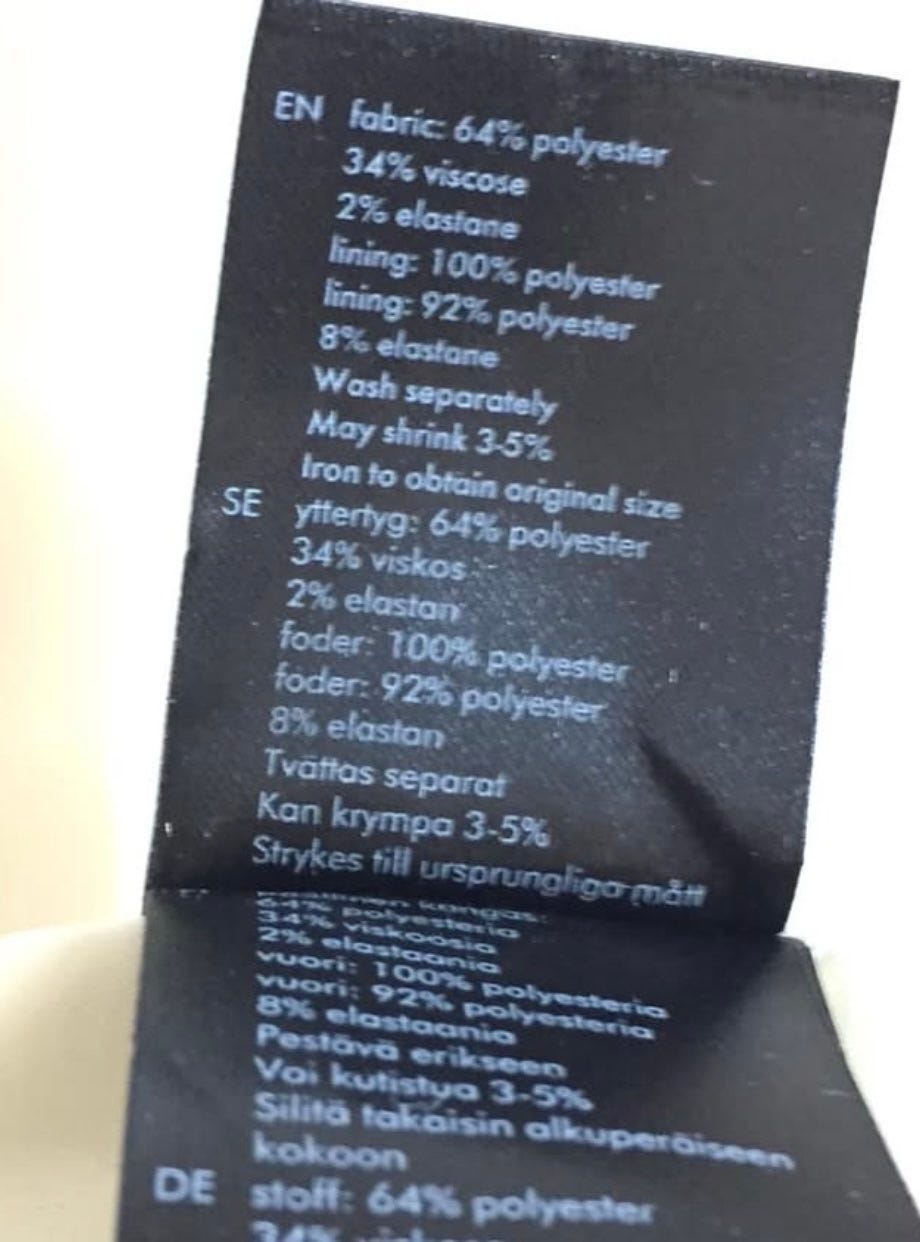 EN fabric: 64% polyester
34% viscose
2% elastane
lining: 100% polyester
lining: 92% polyester
8% elastane
Wash separately
May shrink 3-5%
Iron to obtain original size
SE yttertyg: 64% polyester
34% viskos
2% elastan
foder: 100% polyester
foder: 92% polyester
8% elastan
Tvättas separat
Kan krympa 3-5%
Strykes till ursprungliga mått
kangas:
64% polyesteria
34% viskoosia
2% elastaania
vuori: 100% polyesteria
vuori: 92% polyesteria
8% elastaania
Pestävä erikseen
Voi kutistua 3-5%
Silitä takaisin alkuperäiseen
kokoon
DE stoff: 64% polyester
34%